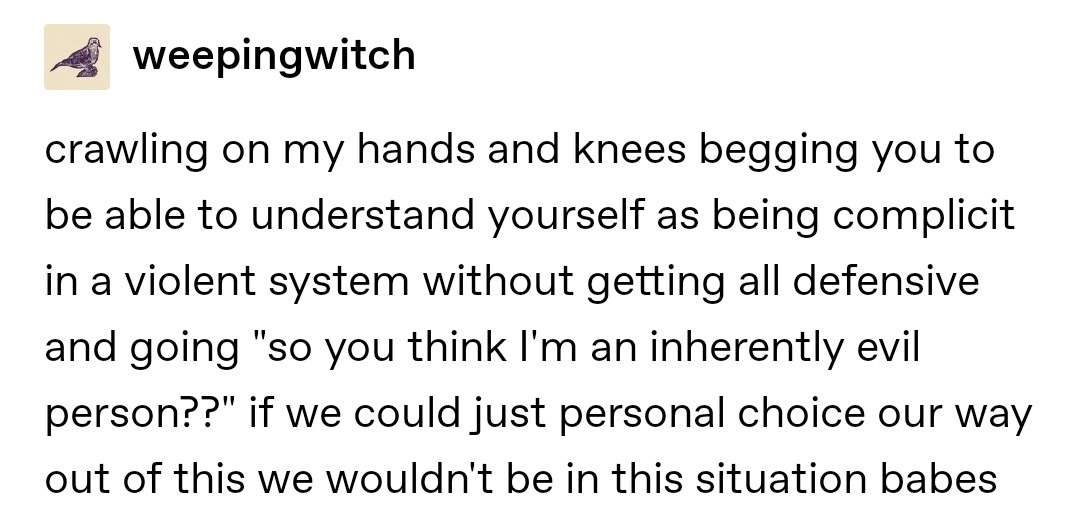 weepingwitch
crawling on my hands and knees begging you to
be able to understand yourself as being complicit
in a violent system without getting all defensive
and going "so you think I'm an inherently evil
person??" if we could just personal choice our way
out of this we wouldn't be in this situation babes